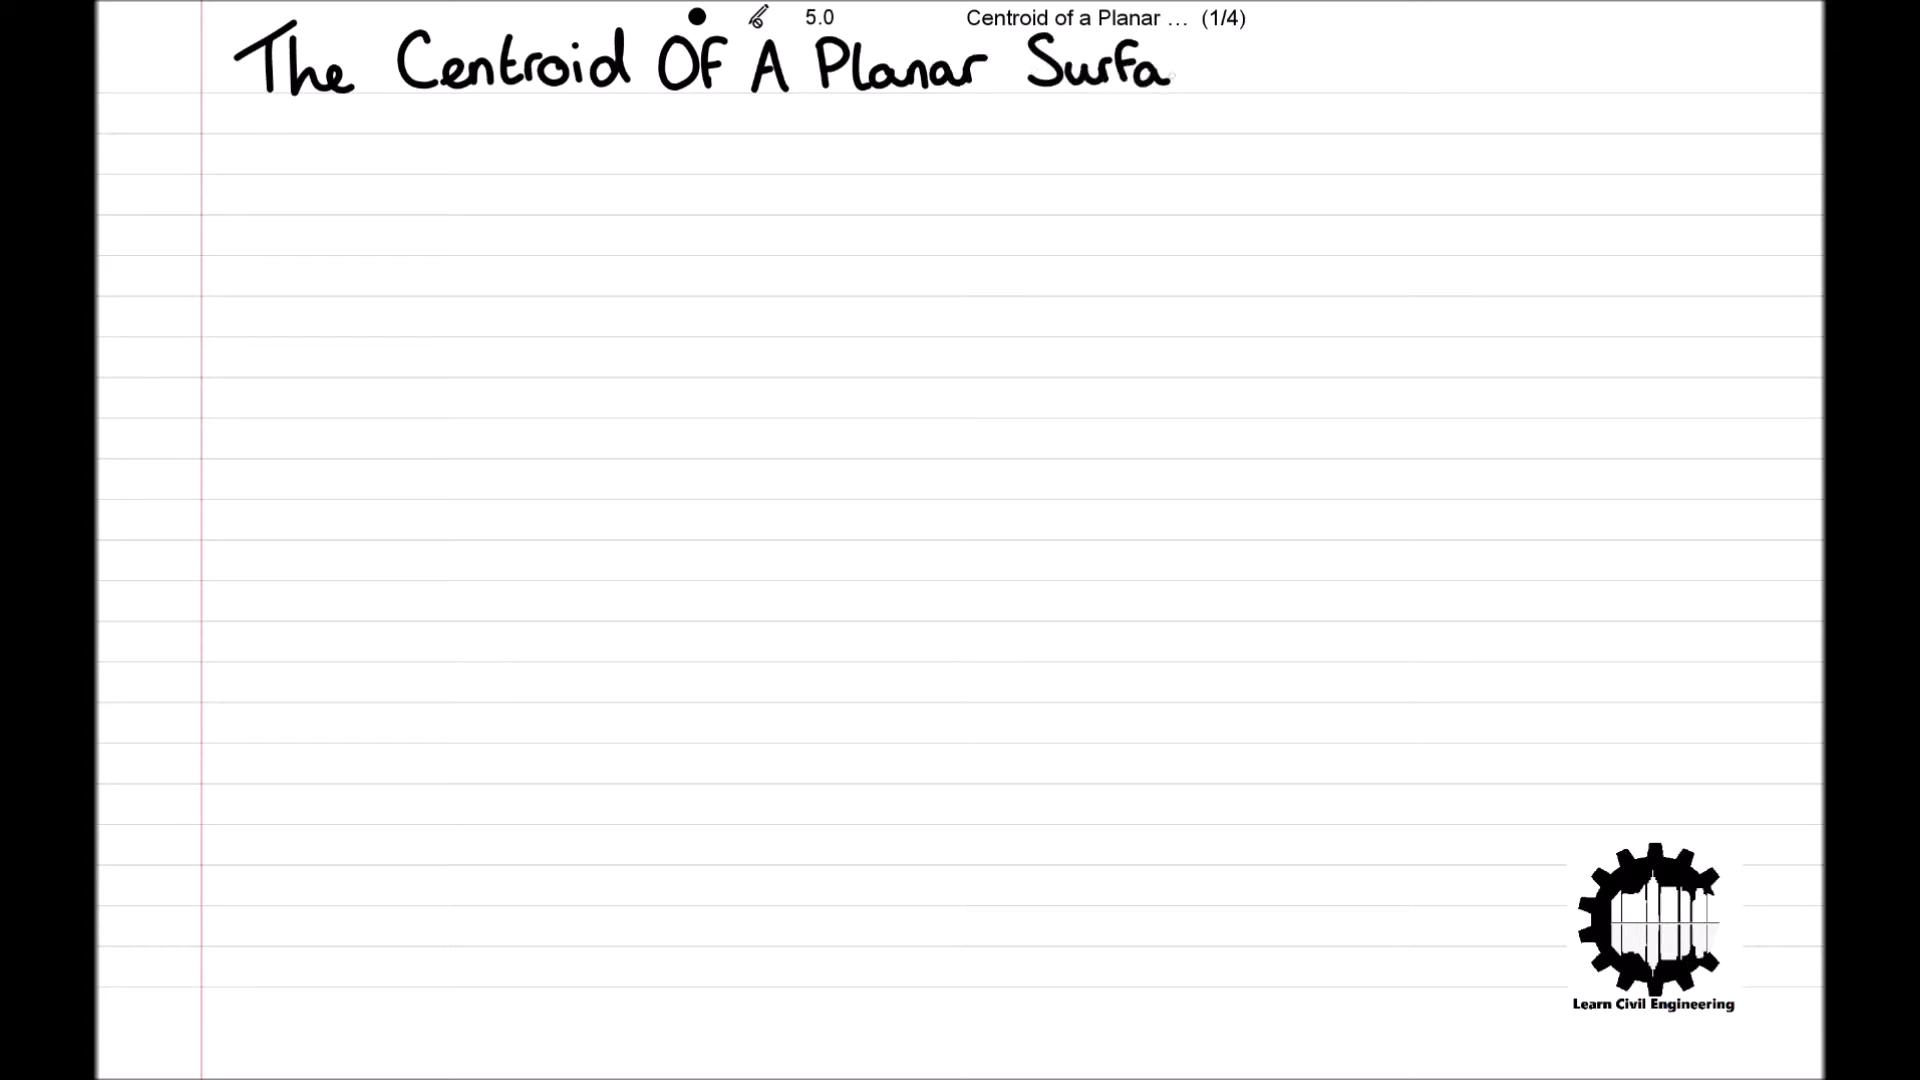 5.0 Centroid of a Planar ... (1/4)
The Centroid Of A Planar Surfa
Learn Civil Engineering